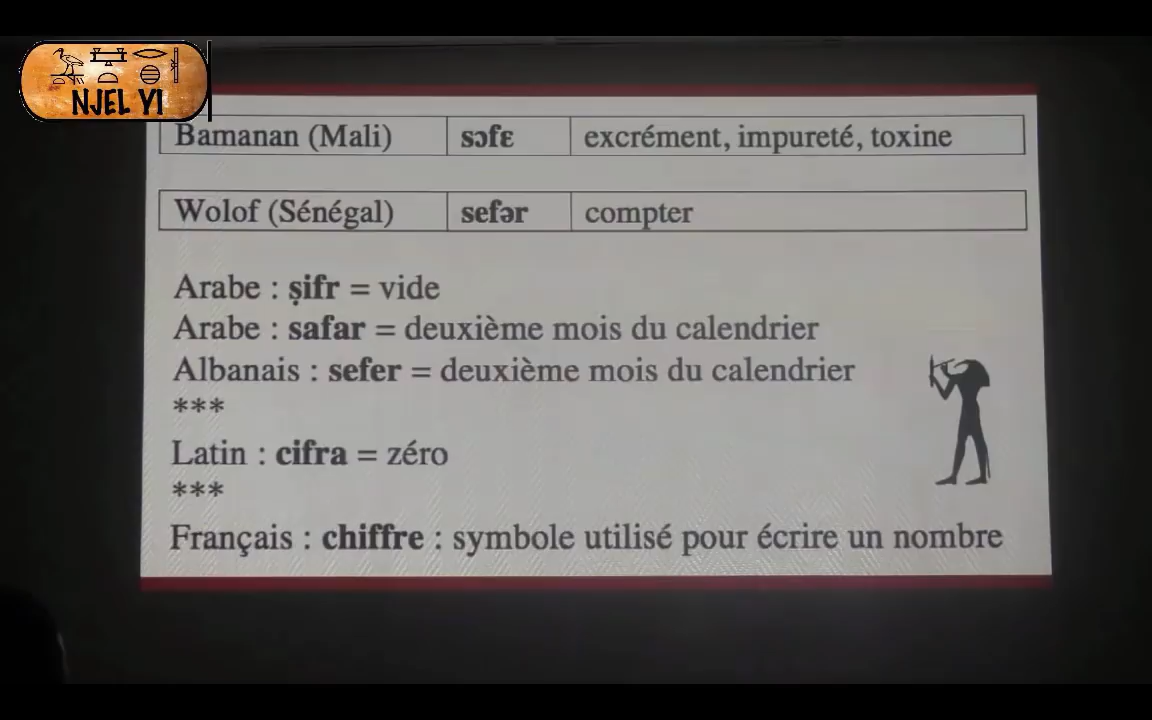 NJEL YI
Bamanan (Mali) sɔfɛ excrément, impureté, toxine
Wolof (Sénégal) sefər compter
Arabe : ṣifr = vide
Arabe : safar = deuxième mois du calendrier
Albanais : sefer = deuxième mois du calendrier
***
Latin : cifra = zéro
***
Français : chiffre : symbole utilisé pour écrire un nombre